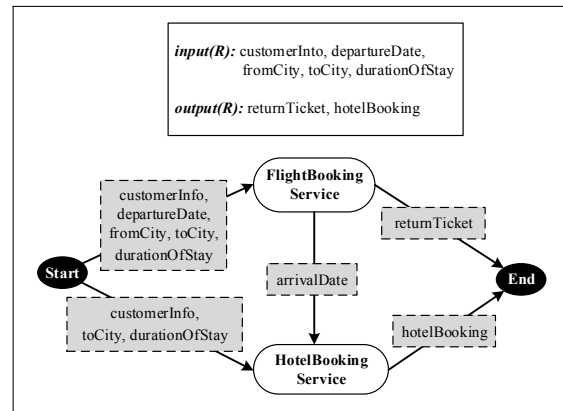 input(R): customerInto, departureDate,
fromCity, toCity, durationOfStay
output(R): returnTicket, hotelBooking
FlightBooking
Service
customerInfo,
departureDate,
fromCity, toCity,
durationOfStay
returnTicket
Start
arrivalDate
End
customerInfo,
toCity, durationOfStay
hotelBooking
HotelBooking
Service